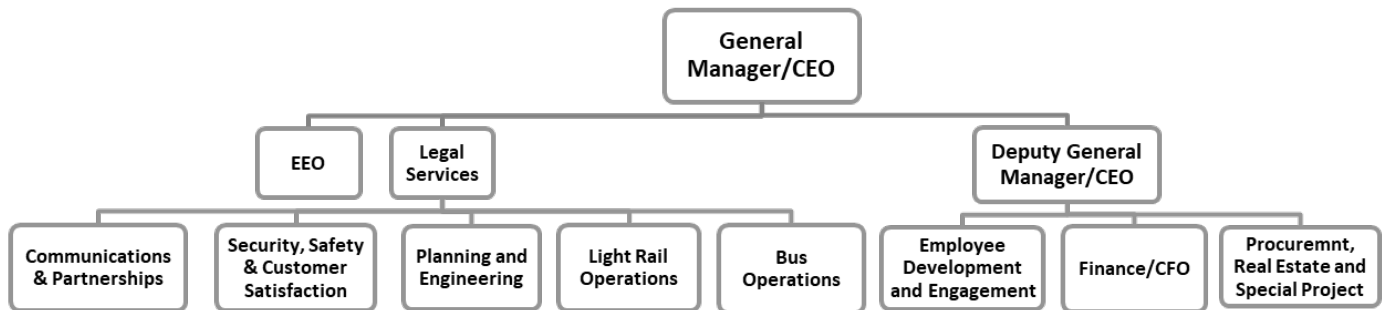 General
Manager/CEO
EEO
Legal
Services
Deputy General
Manager/CEO
Communications
& Partnerships
Security, Safety
& Customer
Satisfaction
Planning and
Engineering
Light Rail
Operations
Bus
Operations
Employee
Development
and Engagement
Finance/CFO
Procuremnt,
Real Estate and
Special Project